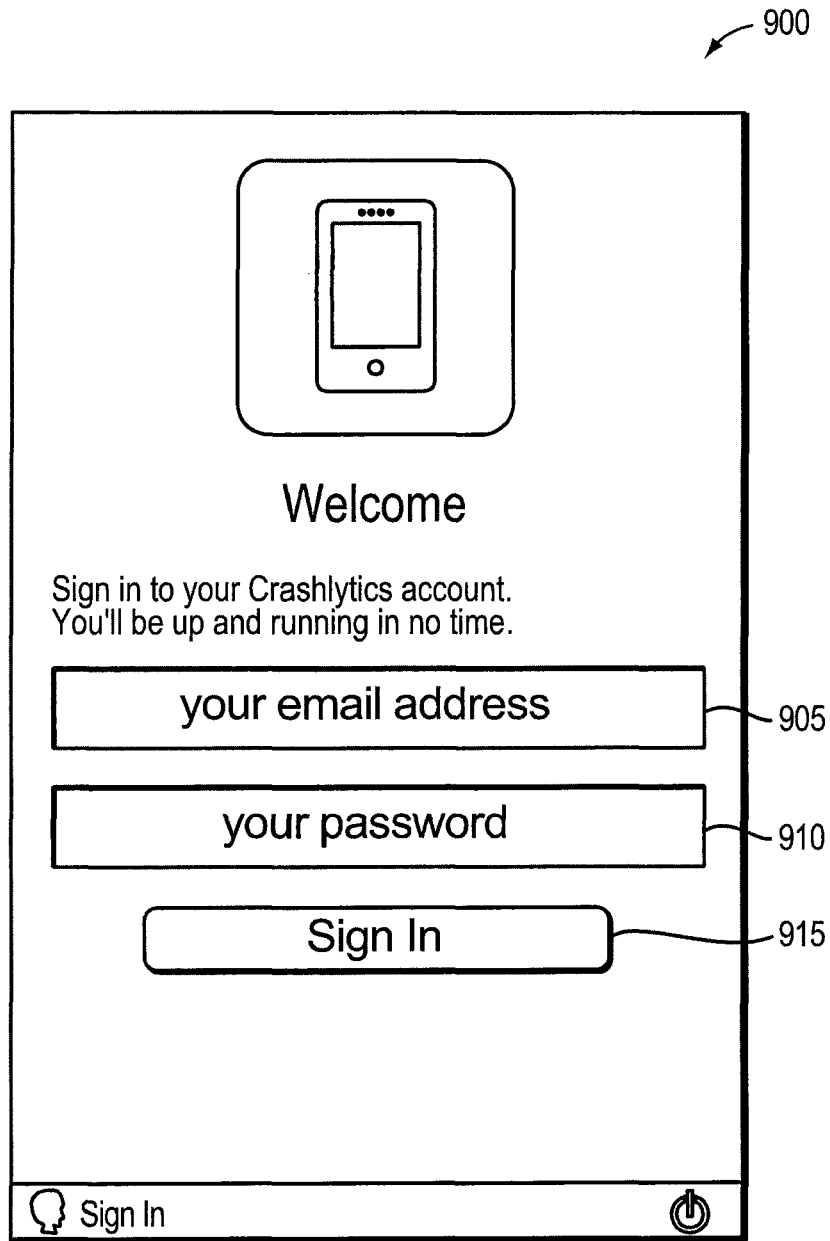 900
Welcome
Sign in to your Crashlytics account.
You'll be up and running in no time.
your email address
905
your password
910
Sign In
915
Sign In